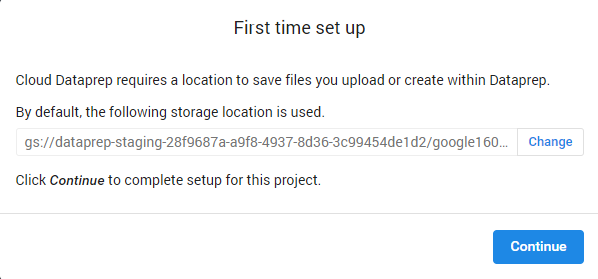 First time set up
Cloud Dataprep requires a location to save files you upload or create within Dataprep.
By default, the following storage location is used.
gs://dataprep-staging-28f9687a-a9f8-4937-8d36-3c99454de1d2/google160... Change
Click Continue to complete setup for this project.
Continue